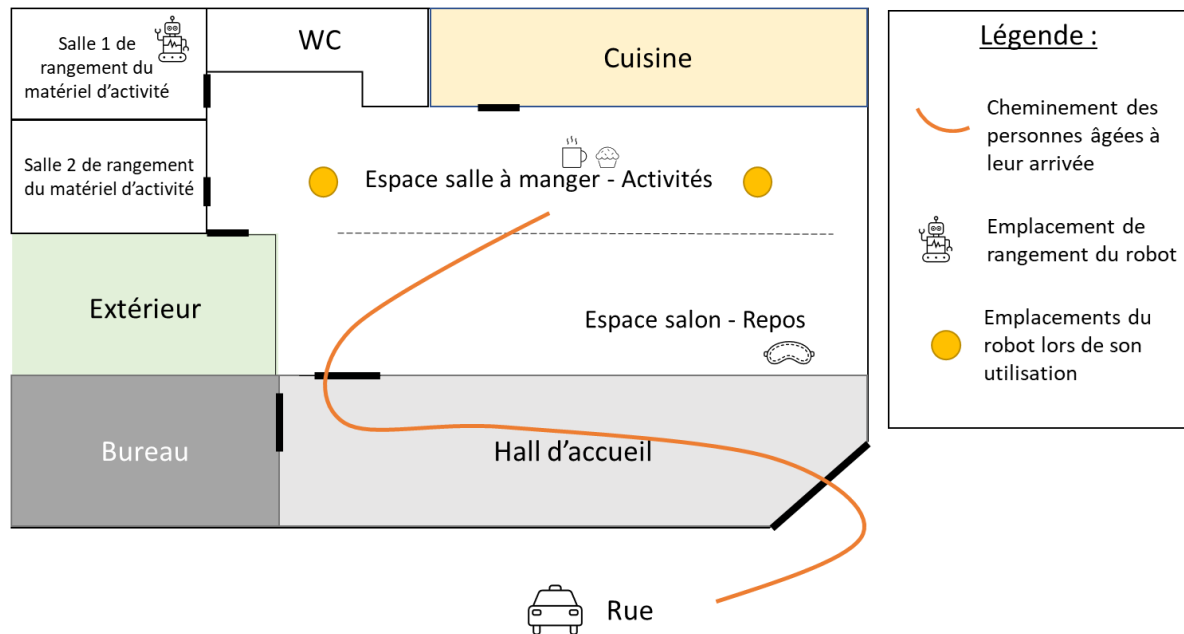 Salle 1 de
rangement du
matériel d’activité
WC
Cuisine
Salle 2 de rangement
du matériel d’activité
Espace salle à manger - Activités
Extérieur
Espace salon - Repos
Bureau
Hall d’accueil
Rue
Légende :
Cheminement des
personnes âgées à
leur arrivée
Emplacement de
rangement du robot
Emplacements du
robot lors de son
utilisation